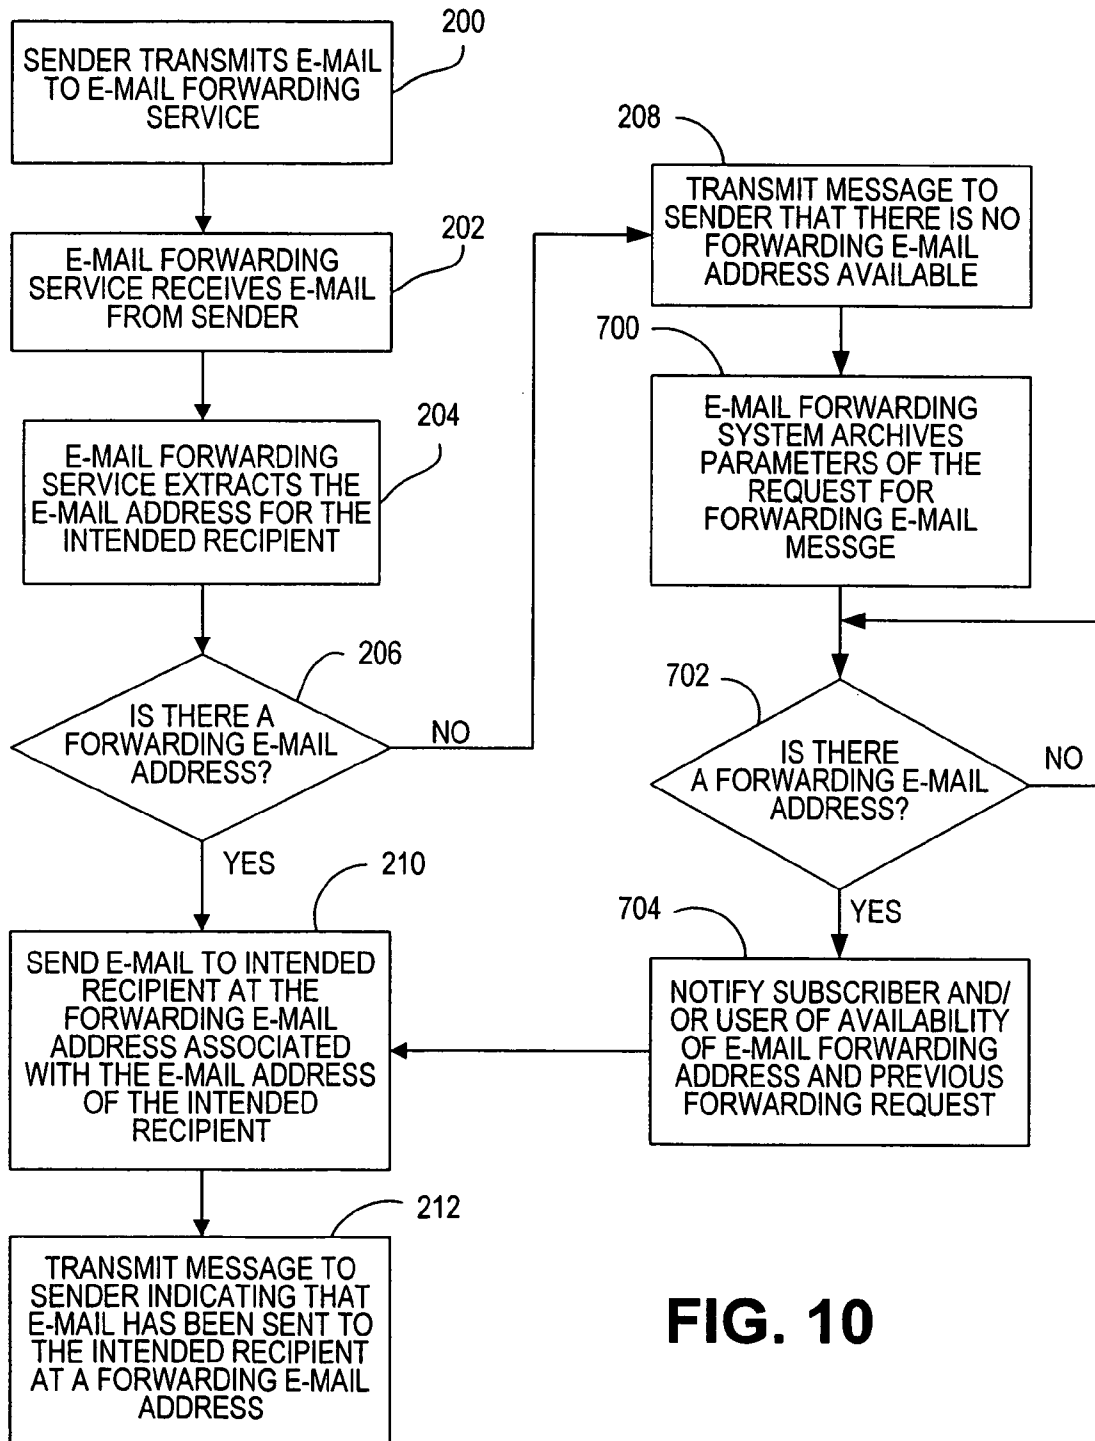 200
SENDER TRANSMITS E-MAIL
TO E-MAIL FORWARDING
SERVICE
202
E-MAIL FORWARDING
SERVICE RECEIVES E-MAIL
FROM SENDER
204
E-MAIL FORWARDING
SERVICE EXTRACTS THE
E-MAIL ADDRESS FOR THE
INTENDED RECIPIENT
206
IS THERE A
FORWARDING E-MAIL
ADDRESS?
NO
YES
208
TRANSMIT MESSAGE TO
SENDER THAT THERE IS NO
FORWARDING E-MAIL
ADDRESS AVAILABLE
700
E-MAIL FORWARDING
SYSTEM ARCHIVES
PARAMETERS OF THE
REQUEST FOR
FORWARDING E-MAIL
MESSGE
702
IS THERE
A FORWARDING E-MAIL
ADDRESS?
NO
YES
704
NOTIFY SUBSCRIBER AND/
OR USER OF AVAILABILITY
OF E-MAIL FORWARDING
ADDRESS AND PREVIOUS
FORWARDING REQUEST
210
SEND E-MAIL TO INTENDED
RECIPIENT AT THE
FORWARDING E-MAIL
ADDRESS ASSOCIATED
WITH THE E-MAIL ADDRESS
OF THE INTENDED
RECIPIENT
212
TRANSMIT MESSAGE TO
SENDER INDICATING THAT
E-MAIL HAS BEEN SENT TO
THE INTENDED RECIPIENT
AT A FORWARDING E-MAIL
ADDRESS
FIG. 10